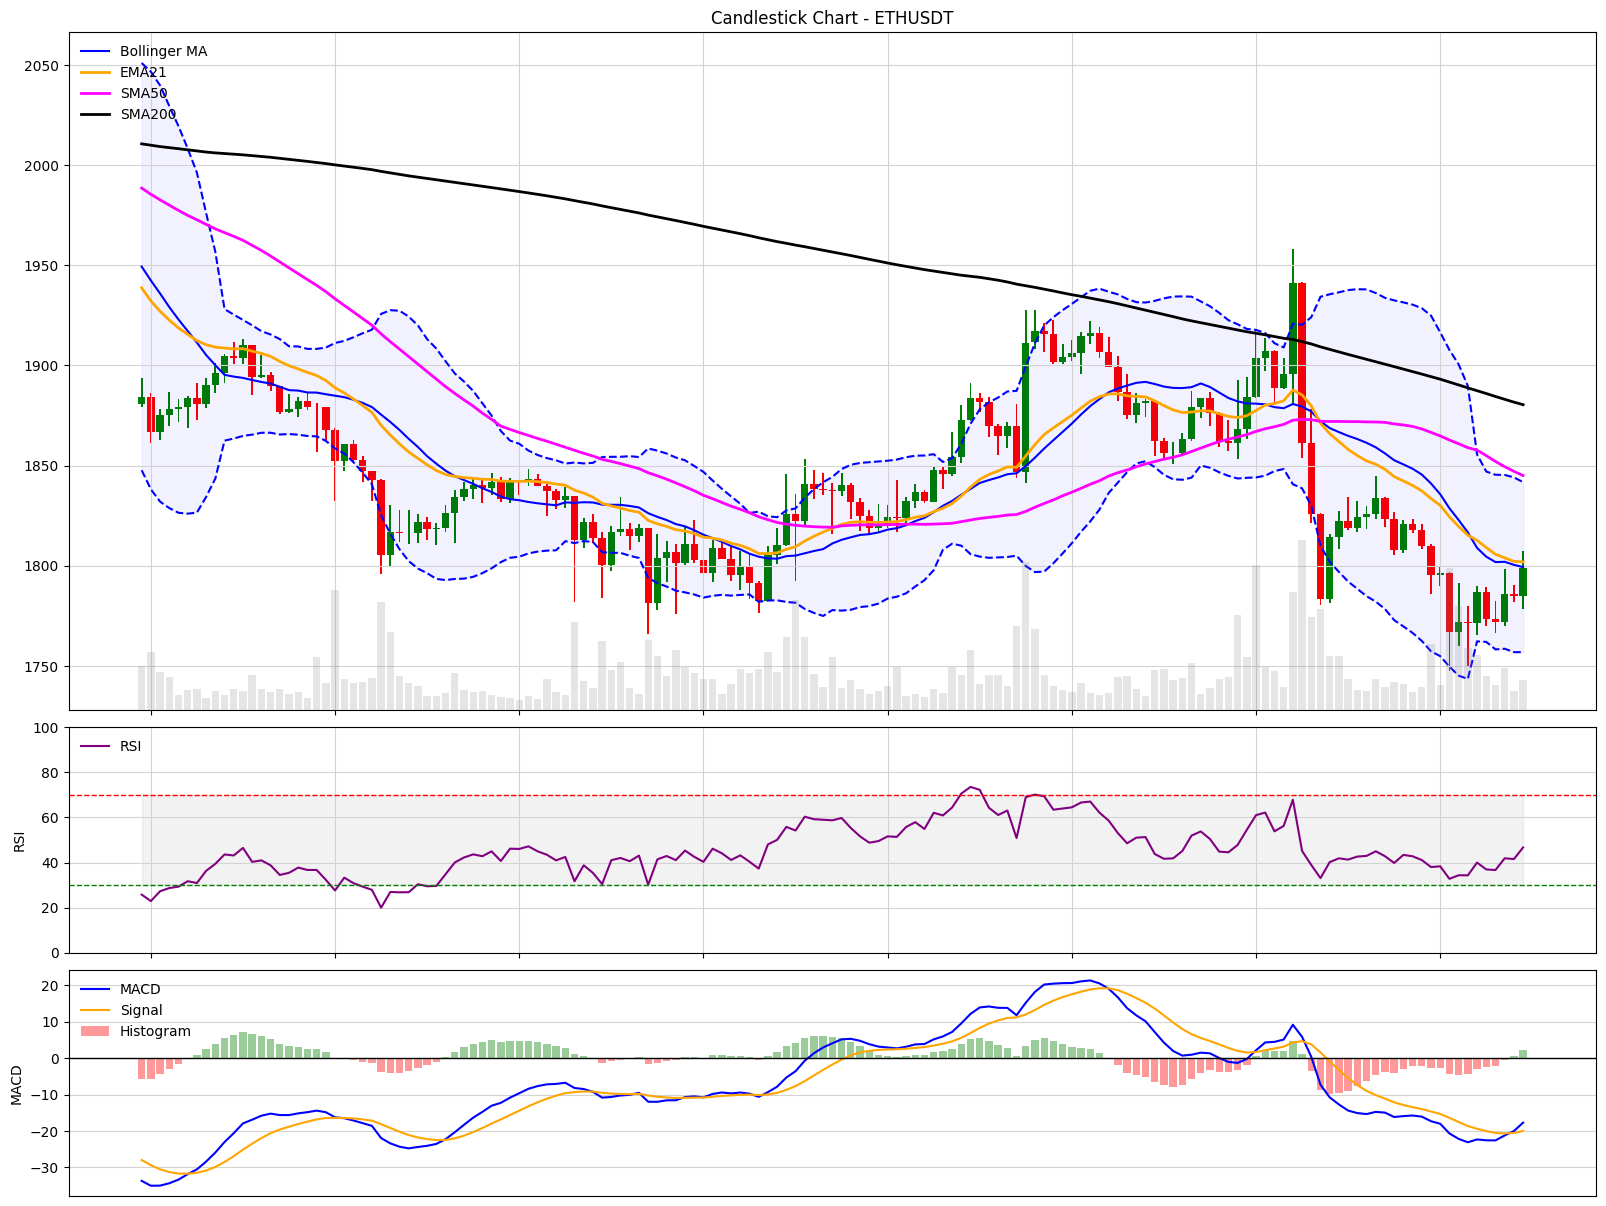 Candlestick Chart - ETHUSDT
Bollinger MA
EMA21
SMA50
SMA200
2050
2000
1950
1900
1850
1800
1750
RSI
100
80
60
40
20
0
RSI
MACD
Signal
Histogram
20
10
0
−10
−20
−30
MACD